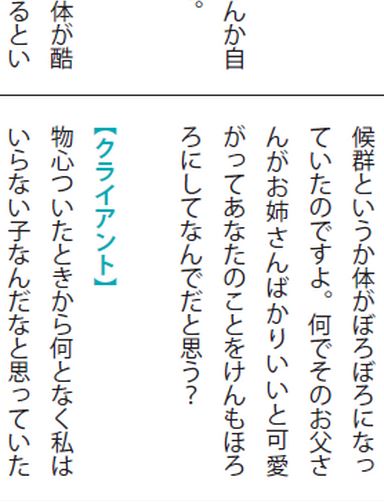 んか自
。
体が酷
るとい
候群というか体がぼろぼろになっ
ていたのですよ。何でそのお父さ
んがお姉さんばかりいいと可愛
がってあなたのことをけんもほろ
ろにしてなんでだと思う？
【クライアント】
物心ついたときから何となく私は
いらない子なんだなと思っていた